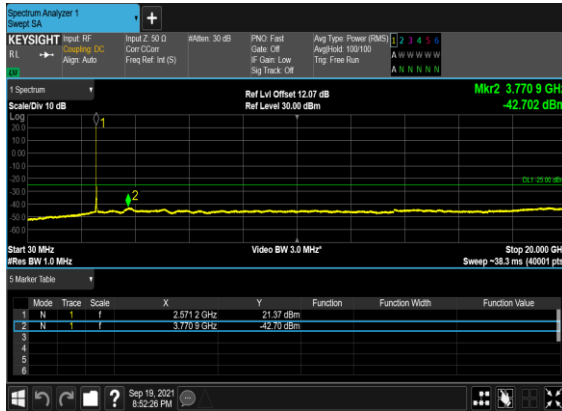 Spectrum Analyzer 1
Swept SA
+
KEYSIGHT Input: RF Input Z: 50 Ω #Atten: 30 dB PNO: Fast Avg Type: Power (RMS) 1 2 3 4 5 6
RL Coupling: DC Corr CCorr Gate: Off Avg|Hold: 100/100 A W W W W W
Align: Auto Freq Ref: Int (S) IF Gain: Low Trig: Free Run
LXI Sig Track: Off A N N N N N
1 Spectrum Ref Lvl Offset 12.07 dB Mkr2 3.770 9 GHz
Scale/Div 10 dB Ref Level 30.00 dBm -42.702 dBm
Log
20.0
10.0
0.00
-10.0
-20.0
-30.0
-40.0
-50.0
-60.0
1
2
DL1 -25.00 dBm
Start 30 MHz Video BW 3.0 MHz* Stop 20.000 GHz
#Res BW 1.0 MHz Sweep ~38.3 ms (40001 pts)
5 Marker Table
Mode Trace Scale X Y Function Function Width Function Value
1 N 1 f 2.571 2 GHz 21.37 dBm
2 N 1 f 3.770 9 GHz -42.70 dBm
3
4
5
6
? Sep 19, 2021
8:52:26 PM